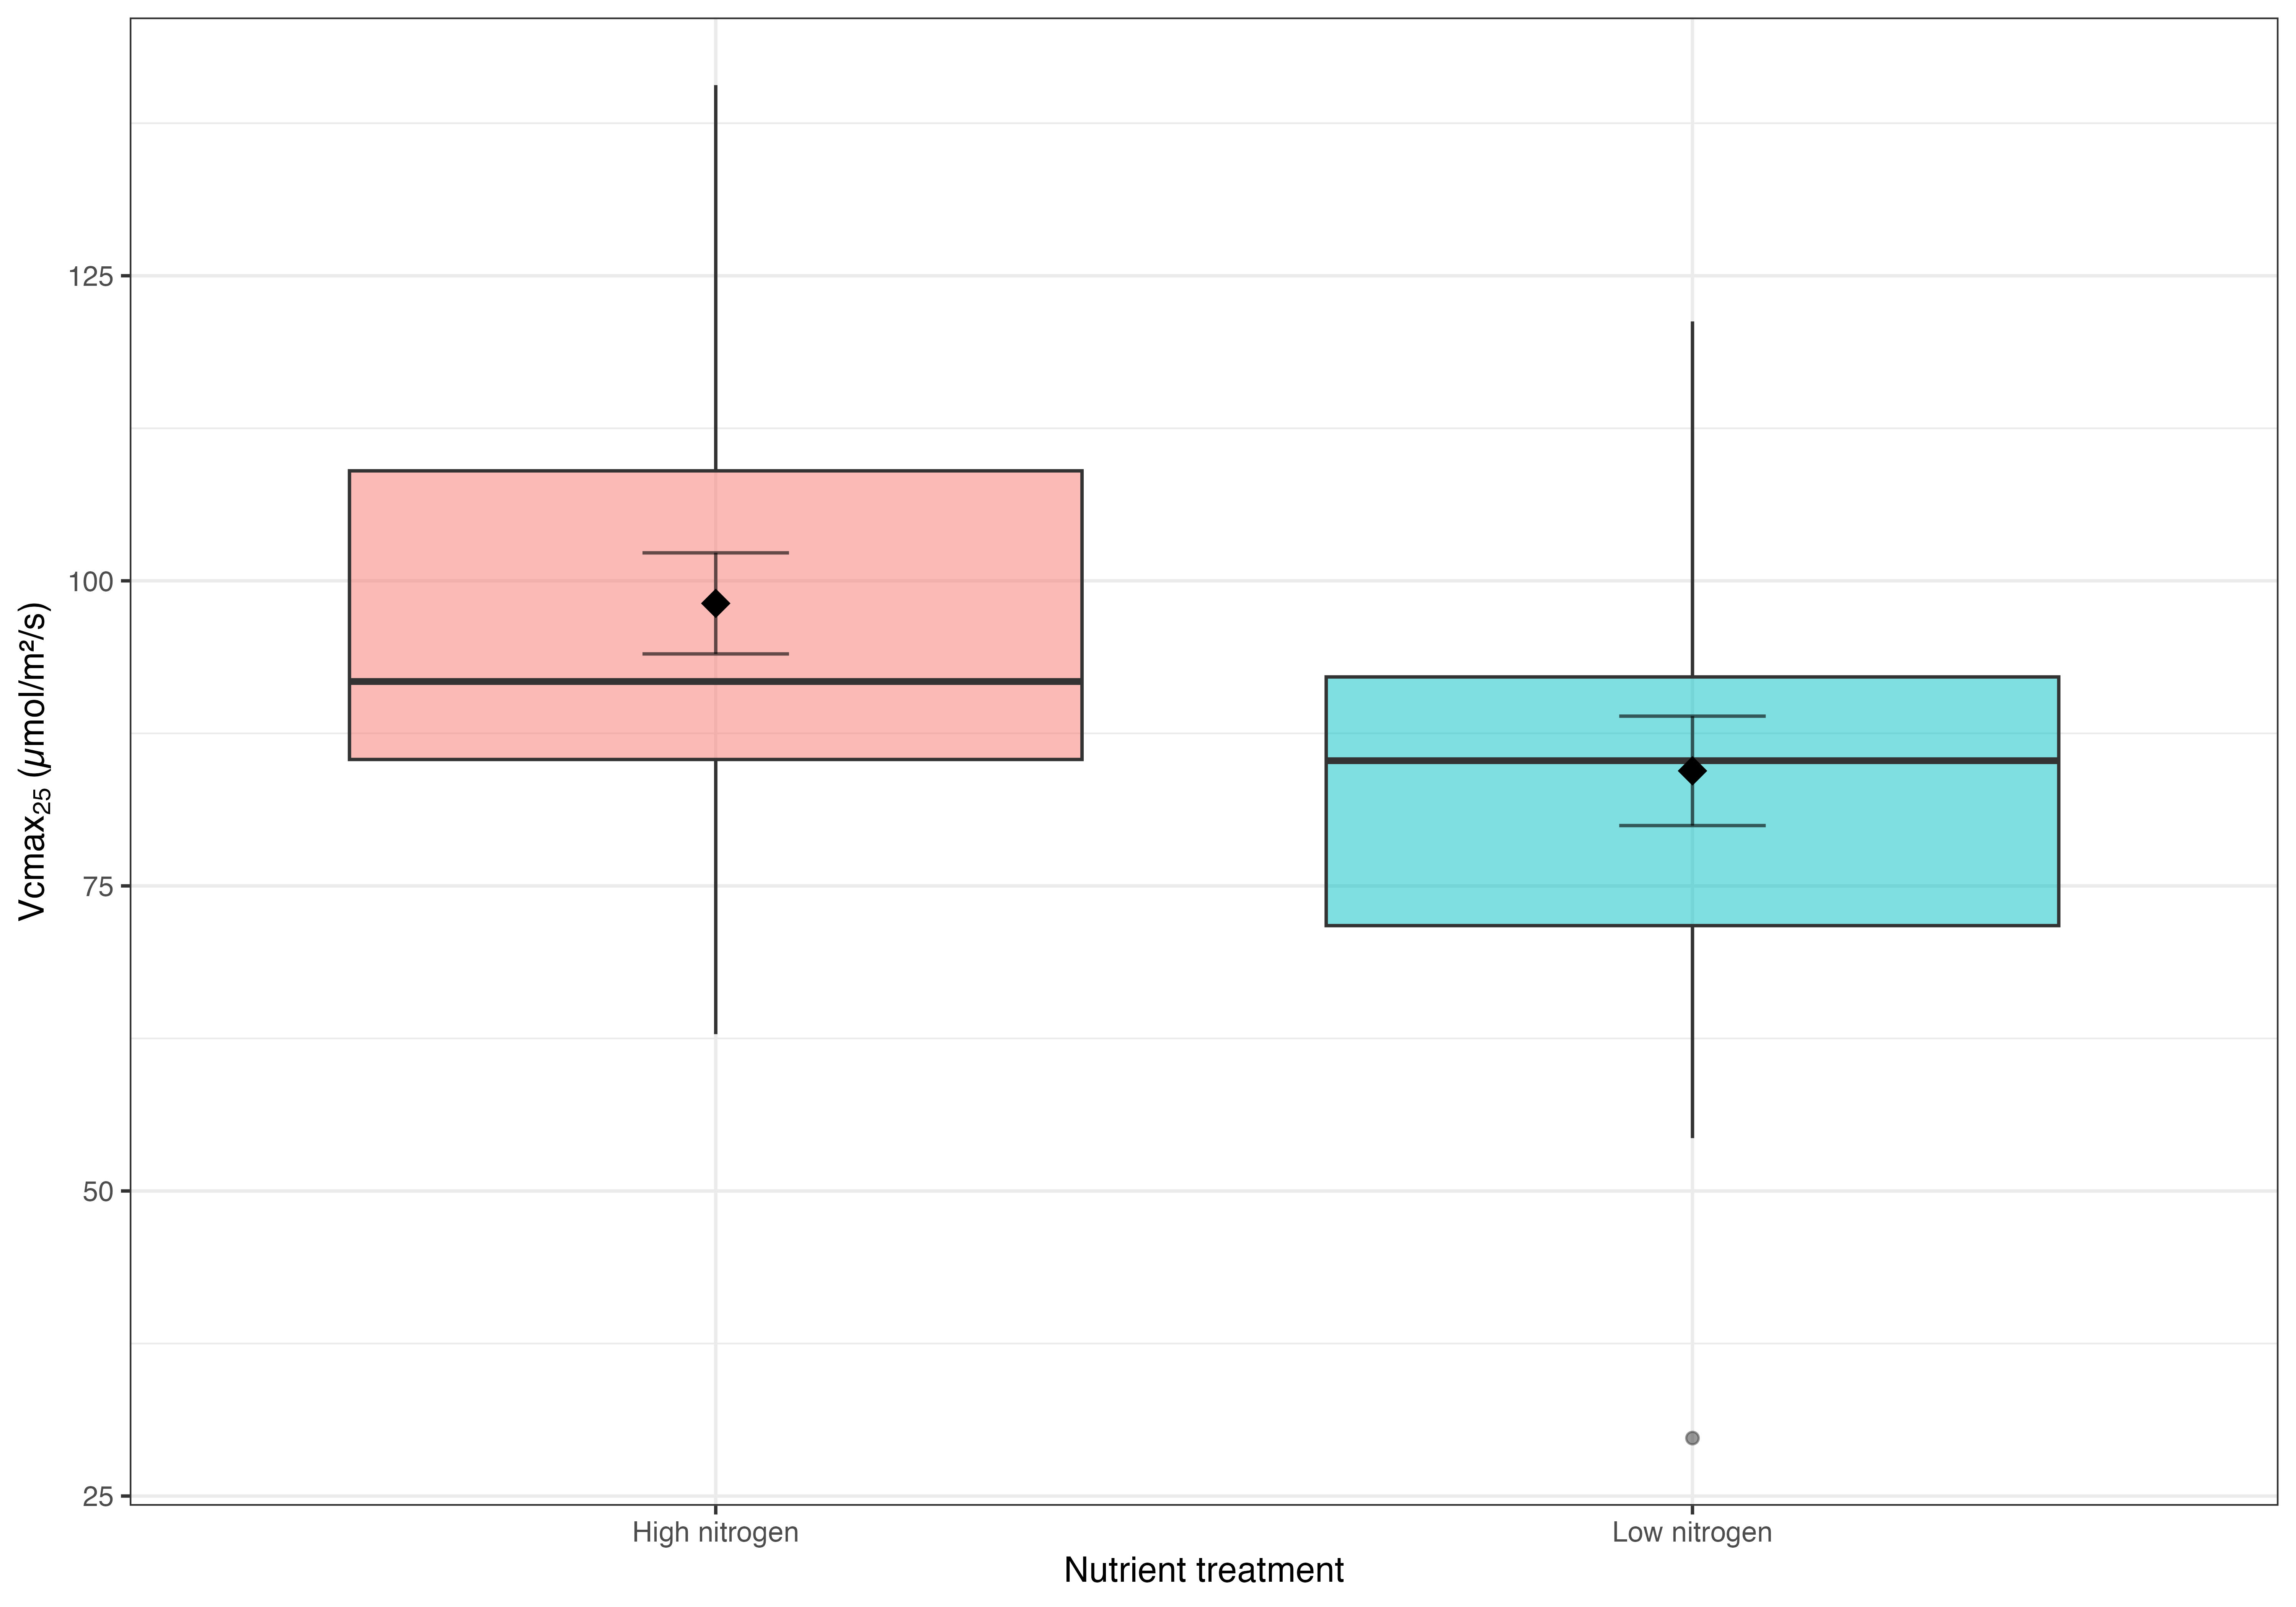 Vcmax₂₅ (μmol/m²/s)
125
100
75
50
25
High nitrogen
Low nitrogen
Nutrient treatment